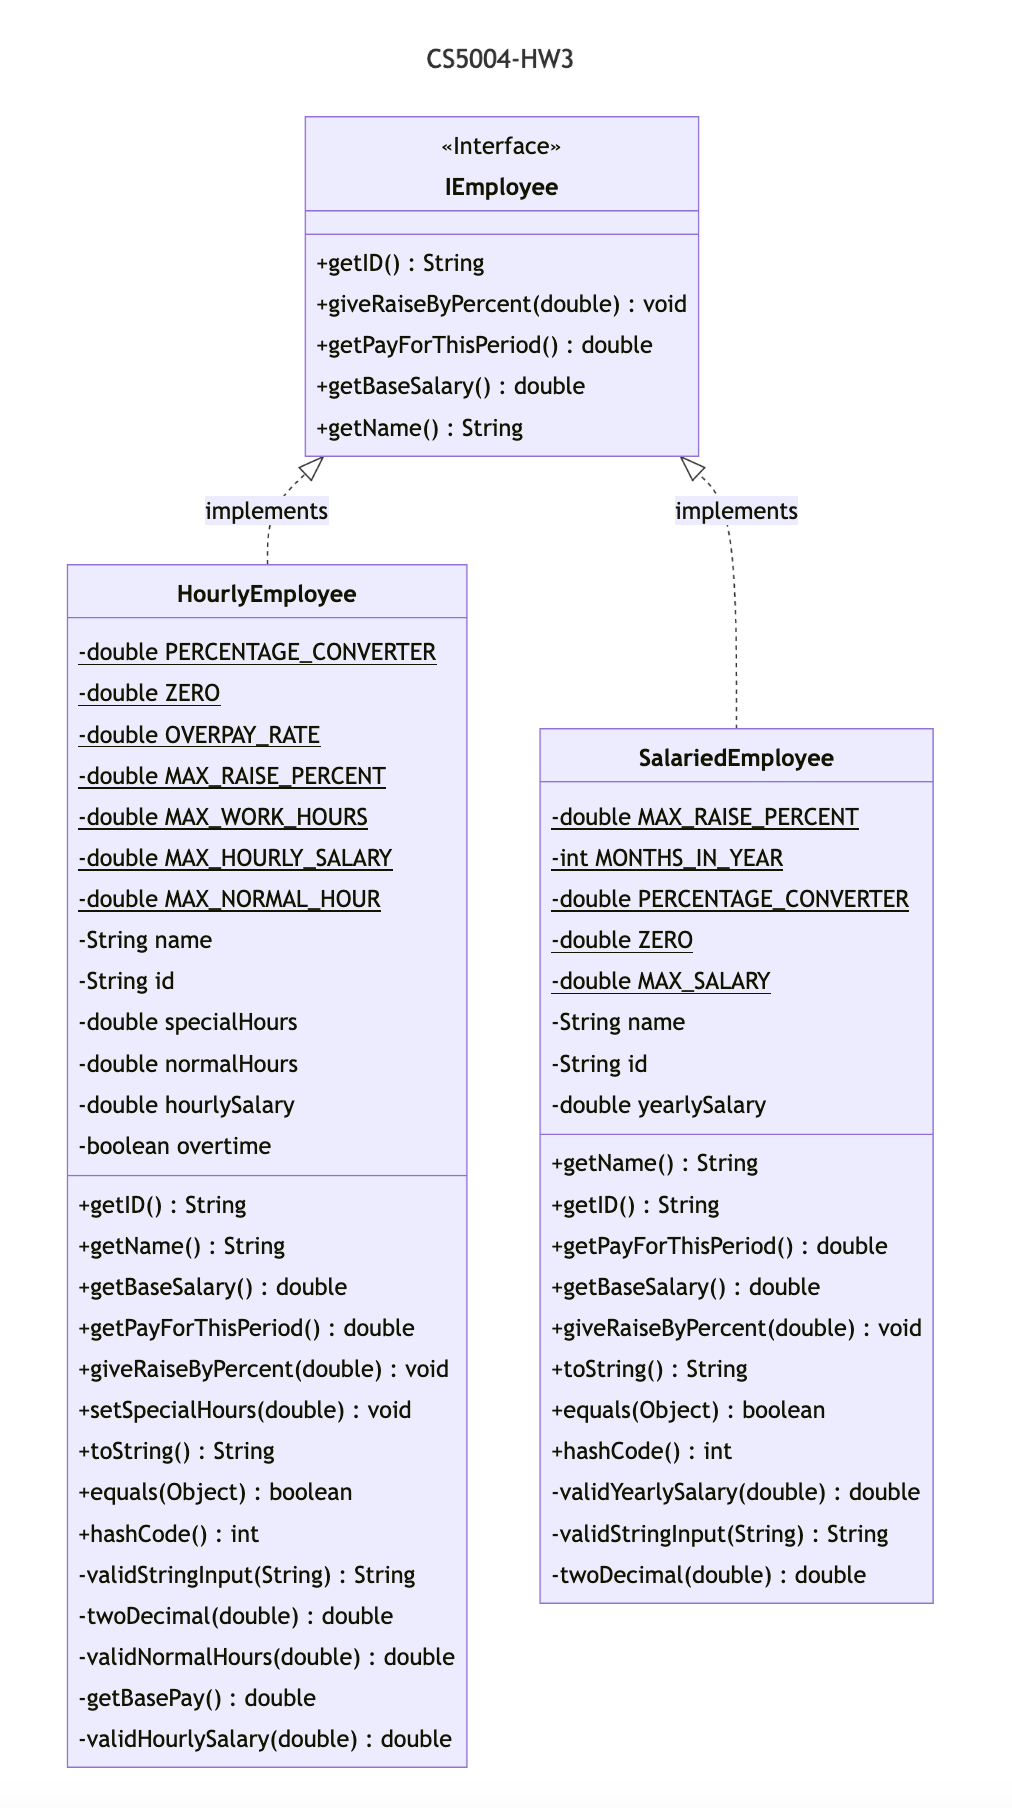 CS5004-HW3
«Interface»
IEmployee
+getID() : String
+giveRaiseByPercent(double) : void
+getPayForThisPeriod() : double
+getBaseSalary() : double
+getName() : String
implements
implements
HourlyEmployee
-double PERCENTAGE_CONVERTER
-double ZERO
-double OVERPAY_RATE
-double MAX_RAISE_PERCENT
-double MAX_WORK_HOURS
-double MAX_HOURLY_SALARY
-double MAX_NORMAL_HOUR
-String name
-String id
-double specialHours
-double normalHours
-double hourlySalary
-boolean overtime
+getID() : String
+getName() : String
+getBaseSalary() : double
+getPayForThisPeriod() : double
+giveRaiseByPercent(double) : void
+setSpecialHours(double) : void
+toString() : String
+equals(Object) : boolean
+hashCode() : int
-validStringInput(String) : String
-twoDecimal(double) : double
-validNormalHours(double) : double
-getBasePay() : double
-validHourlySalary(double) : double
SalariedEmployee
-double MAX_RAISE_PERCENT
-int MONTHS_IN_YEAR
-double PERCENTAGE_CONVERTER
-double ZERO
-double MAX_SALARY
-String name
-String id
-double yearlySalary
+getName() : String
+getID() : String
+getPayForThisPeriod() : double
+getBaseSalary() : double
+giveRaiseByPercent(double) : void
+toString() : String
+equals(Object) : boolean
+hashCode() : int
-validYearlySalary(double) : double
-validStringInput(String) : String
-twoDecimal(double) : double